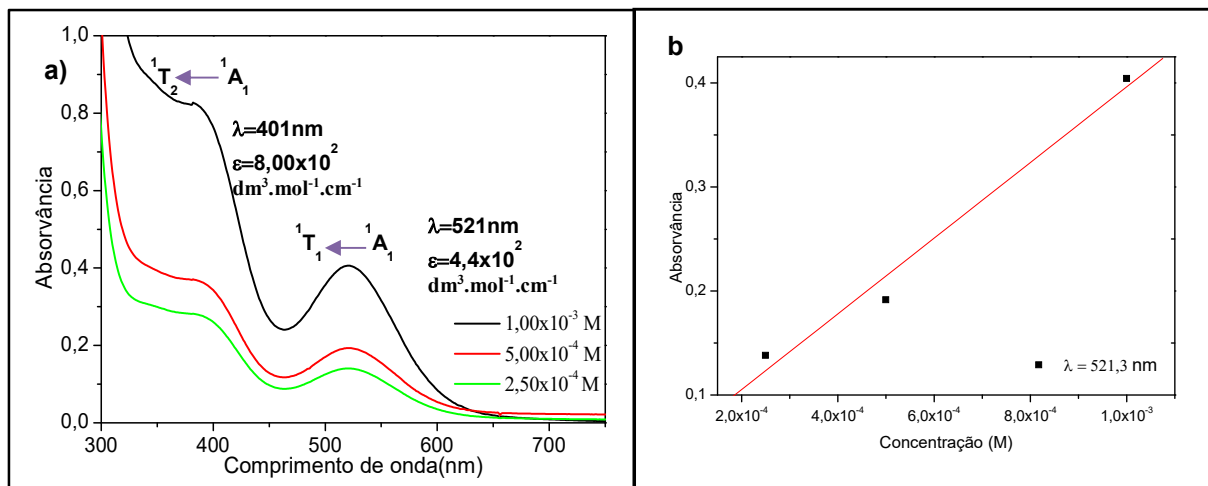 a)
1,0
0,8
0,6
0,4
0,2
0,0
300
400
500
600
700
Absorvância
Comprimento de onda(nm)
¹T₂ ← ¹A₁
λ=401nm
ε=8,00x10²
dm³.mol⁻¹.cm⁻¹
¹T₁ ← ¹A₁
λ=521nm
ε=4,4x10²
dm³.mol⁻¹.cm⁻¹
1,00x10⁻³ M
5,00x10⁻⁴ M
2,50x10⁻⁴ M
b
0,4
0,3
0,2
0,1
Absorvância
λ = 521,3 nm
2,0x10⁻⁴
4,0x10⁻⁴
6,0x10⁻⁴
8,0x10⁻⁴
1,0x10⁻³
Concentração (M)